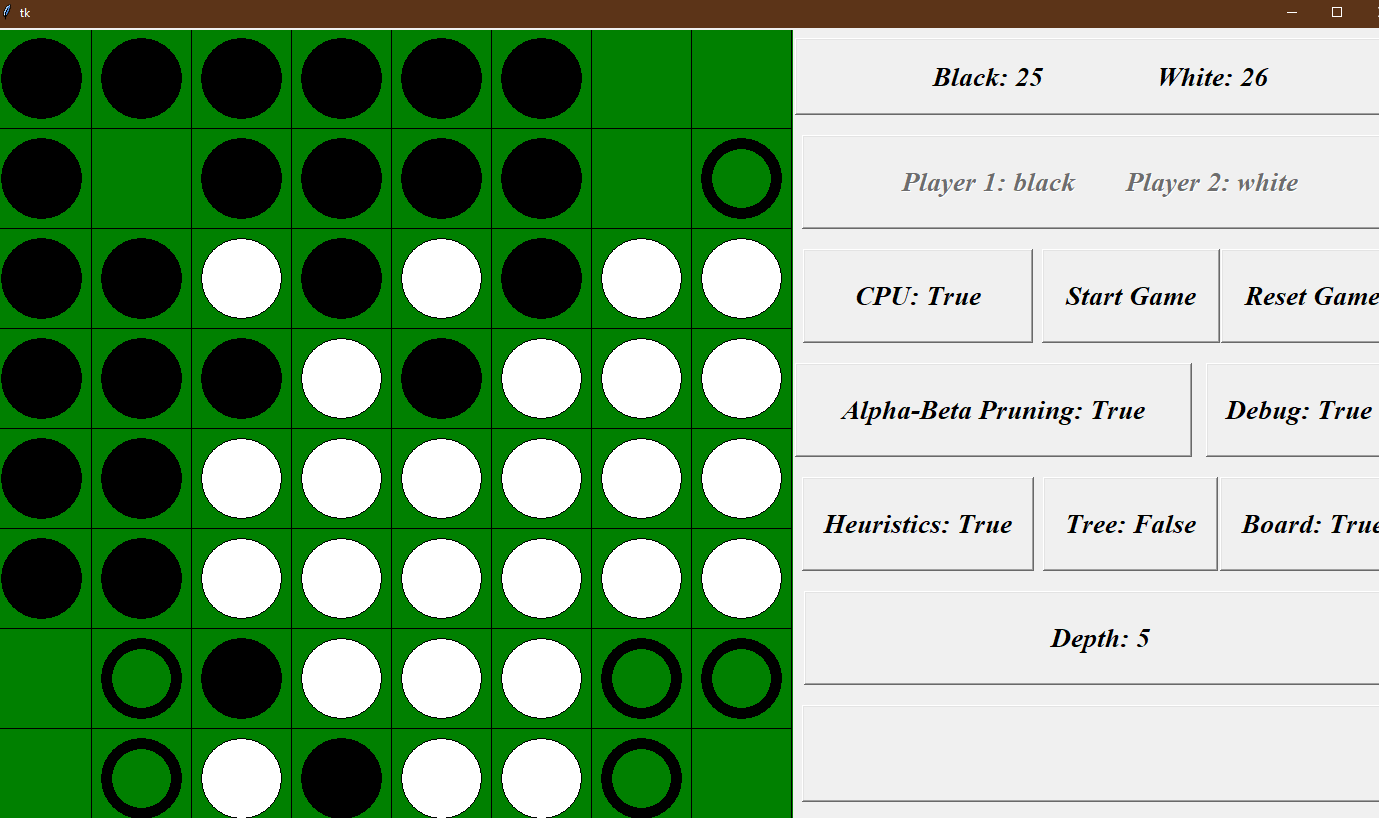 tk
Black: 25 White: 26
Player 1: black Player 2: white
CPU: True Start Game Reset Game
Alpha-Beta Pruning: True Debug: True
Heuristics: True Tree: False Board: True
Depth: 5